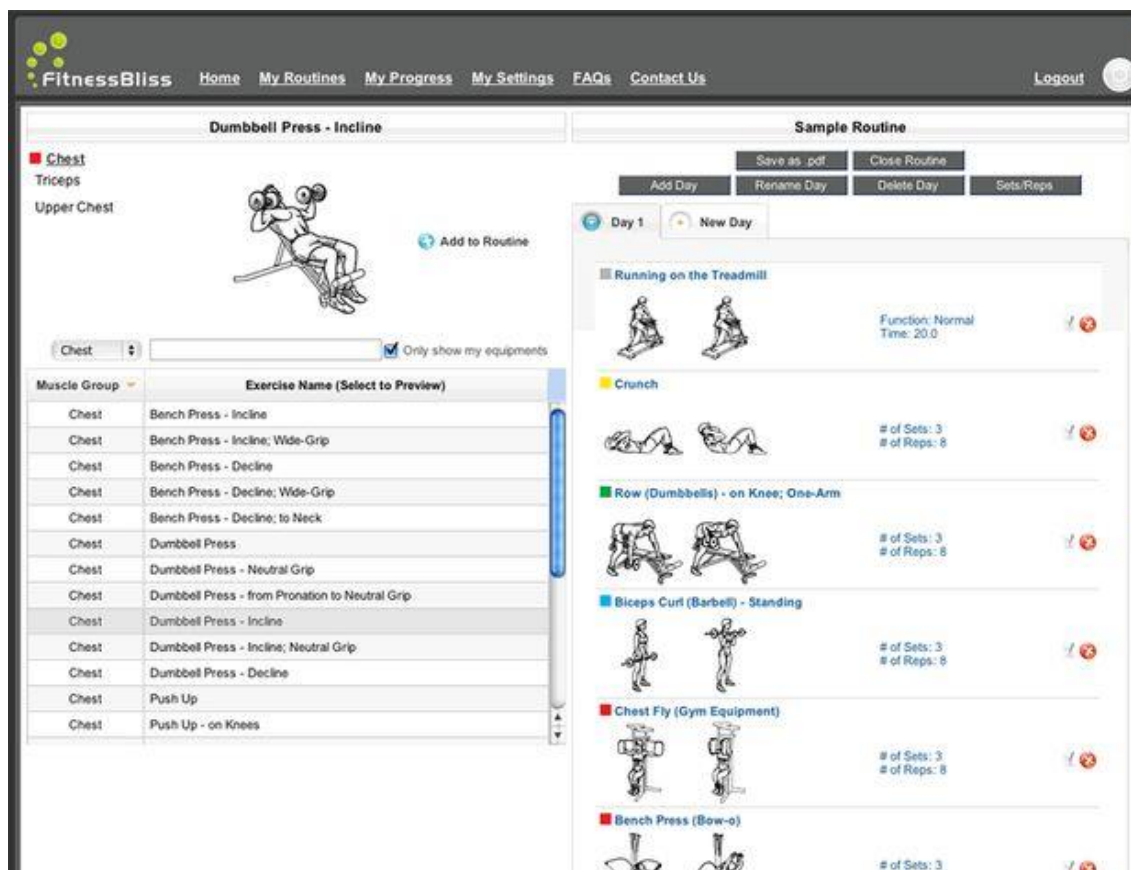 FitnessBliss Home My Routines My Progress My Settings FAQs Contact Us Logout
Dumbbell Press - Incline
Chest
Triceps
Upper Chest
Add to Routine
Chest
Only show my equipments
Muscle Group Exercise Name (Select to Preview)
Chest Bench Press - Incline
Chest Bench Press - Incline; Wide-Grip
Chest Bench Press - Decline
Chest Bench Press - Decline; Wide-Grip
Chest Bench Press - Decline; to Neck
Chest Dumbbell Press
Chest Dumbbell Press - Neutral Grip
Chest Dumbbell Press - from Pronation to Neutral Grip
Chest Dumbbell Press - Incline
Chest Dumbbell Press - Incline; Neutral Grip
Chest Dumbbell Press - Decline
Chest Push Up
Chest Push Up - on Knees
Sample Routine
Save as .pdf Close Routine
Add Day Rename Day Delete Day Sets/Reps
Day 1 New Day
Running on the Treadmill
Function: Normal
Time: 20.0
Crunch
# of Sets: 3
# of Reps: 8
Row (Dumbbells) - on Knee; One-Arm
# of Sets: 3
# of Reps: 8
Biceps Curl (Barbell) - Standing
# of Sets: 3
# of Reps: 8
Chest Fly (Gym Equipment)
# of Sets: 3
# of Reps: 8
Bench Press (Bow-o)
# of Sets: 3